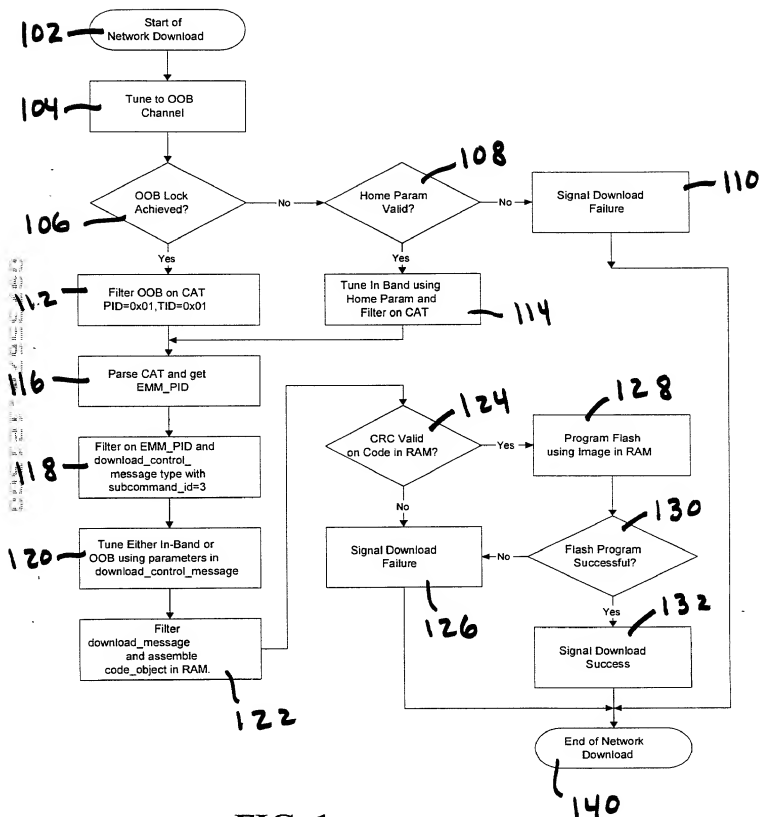 102
Start of
Network Download
104
Tune to OOB
Channel
106
OOB Lock
Achieved?
No
108
Home Param
Valid?
No
110
Signal Download
Failure
Yes
Yes
112
Filter OOB on CAT
PID=0x01,TID=0x01
Tune In Band using
Home Param and
Filter on CAT
114
116
Parse CAT and get
EMM_PID
118
Filter on EMM_PID and
download_control_
message type with
subcommand_id=3
120
Tune Either In-Band or
OOB using parameters in
download_control_message
Filter
download_message
and assemble
code_object in RAM.
122
124
CRC Valid
on Code in RAM?
Yes
128
Program Flash
using Image in RAM
No
130
Flash Program
Successful?
No
Signal Download
Failure
126
Yes
132
Signal Download
Success
End of Network
Download
140